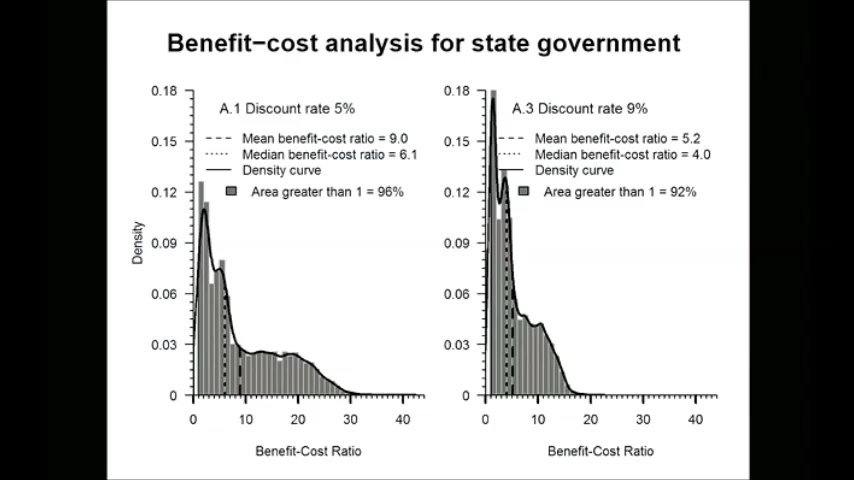 Benefit−cost analysis for state government
A.1 Discount rate 5%
Mean benefit-cost ratio = 9.0
Median benefit-cost ratio = 6.1
Density curve
Area greater than 1 = 96%
Density
0.18
0.15
0.12
0.09
0.06
0.03
0
0 10 20 30 40
Benefit-Cost Ratio
A.3 Discount rate 9%
Mean benefit-cost ratio = 5.2
Median benefit-cost ratio = 4.0
Density curve
Area greater than 1 = 92%
0.18
0.15
0.12
0.09
0.06
0.03
0
0 10 20 30 40
Benefit-Cost Ratio